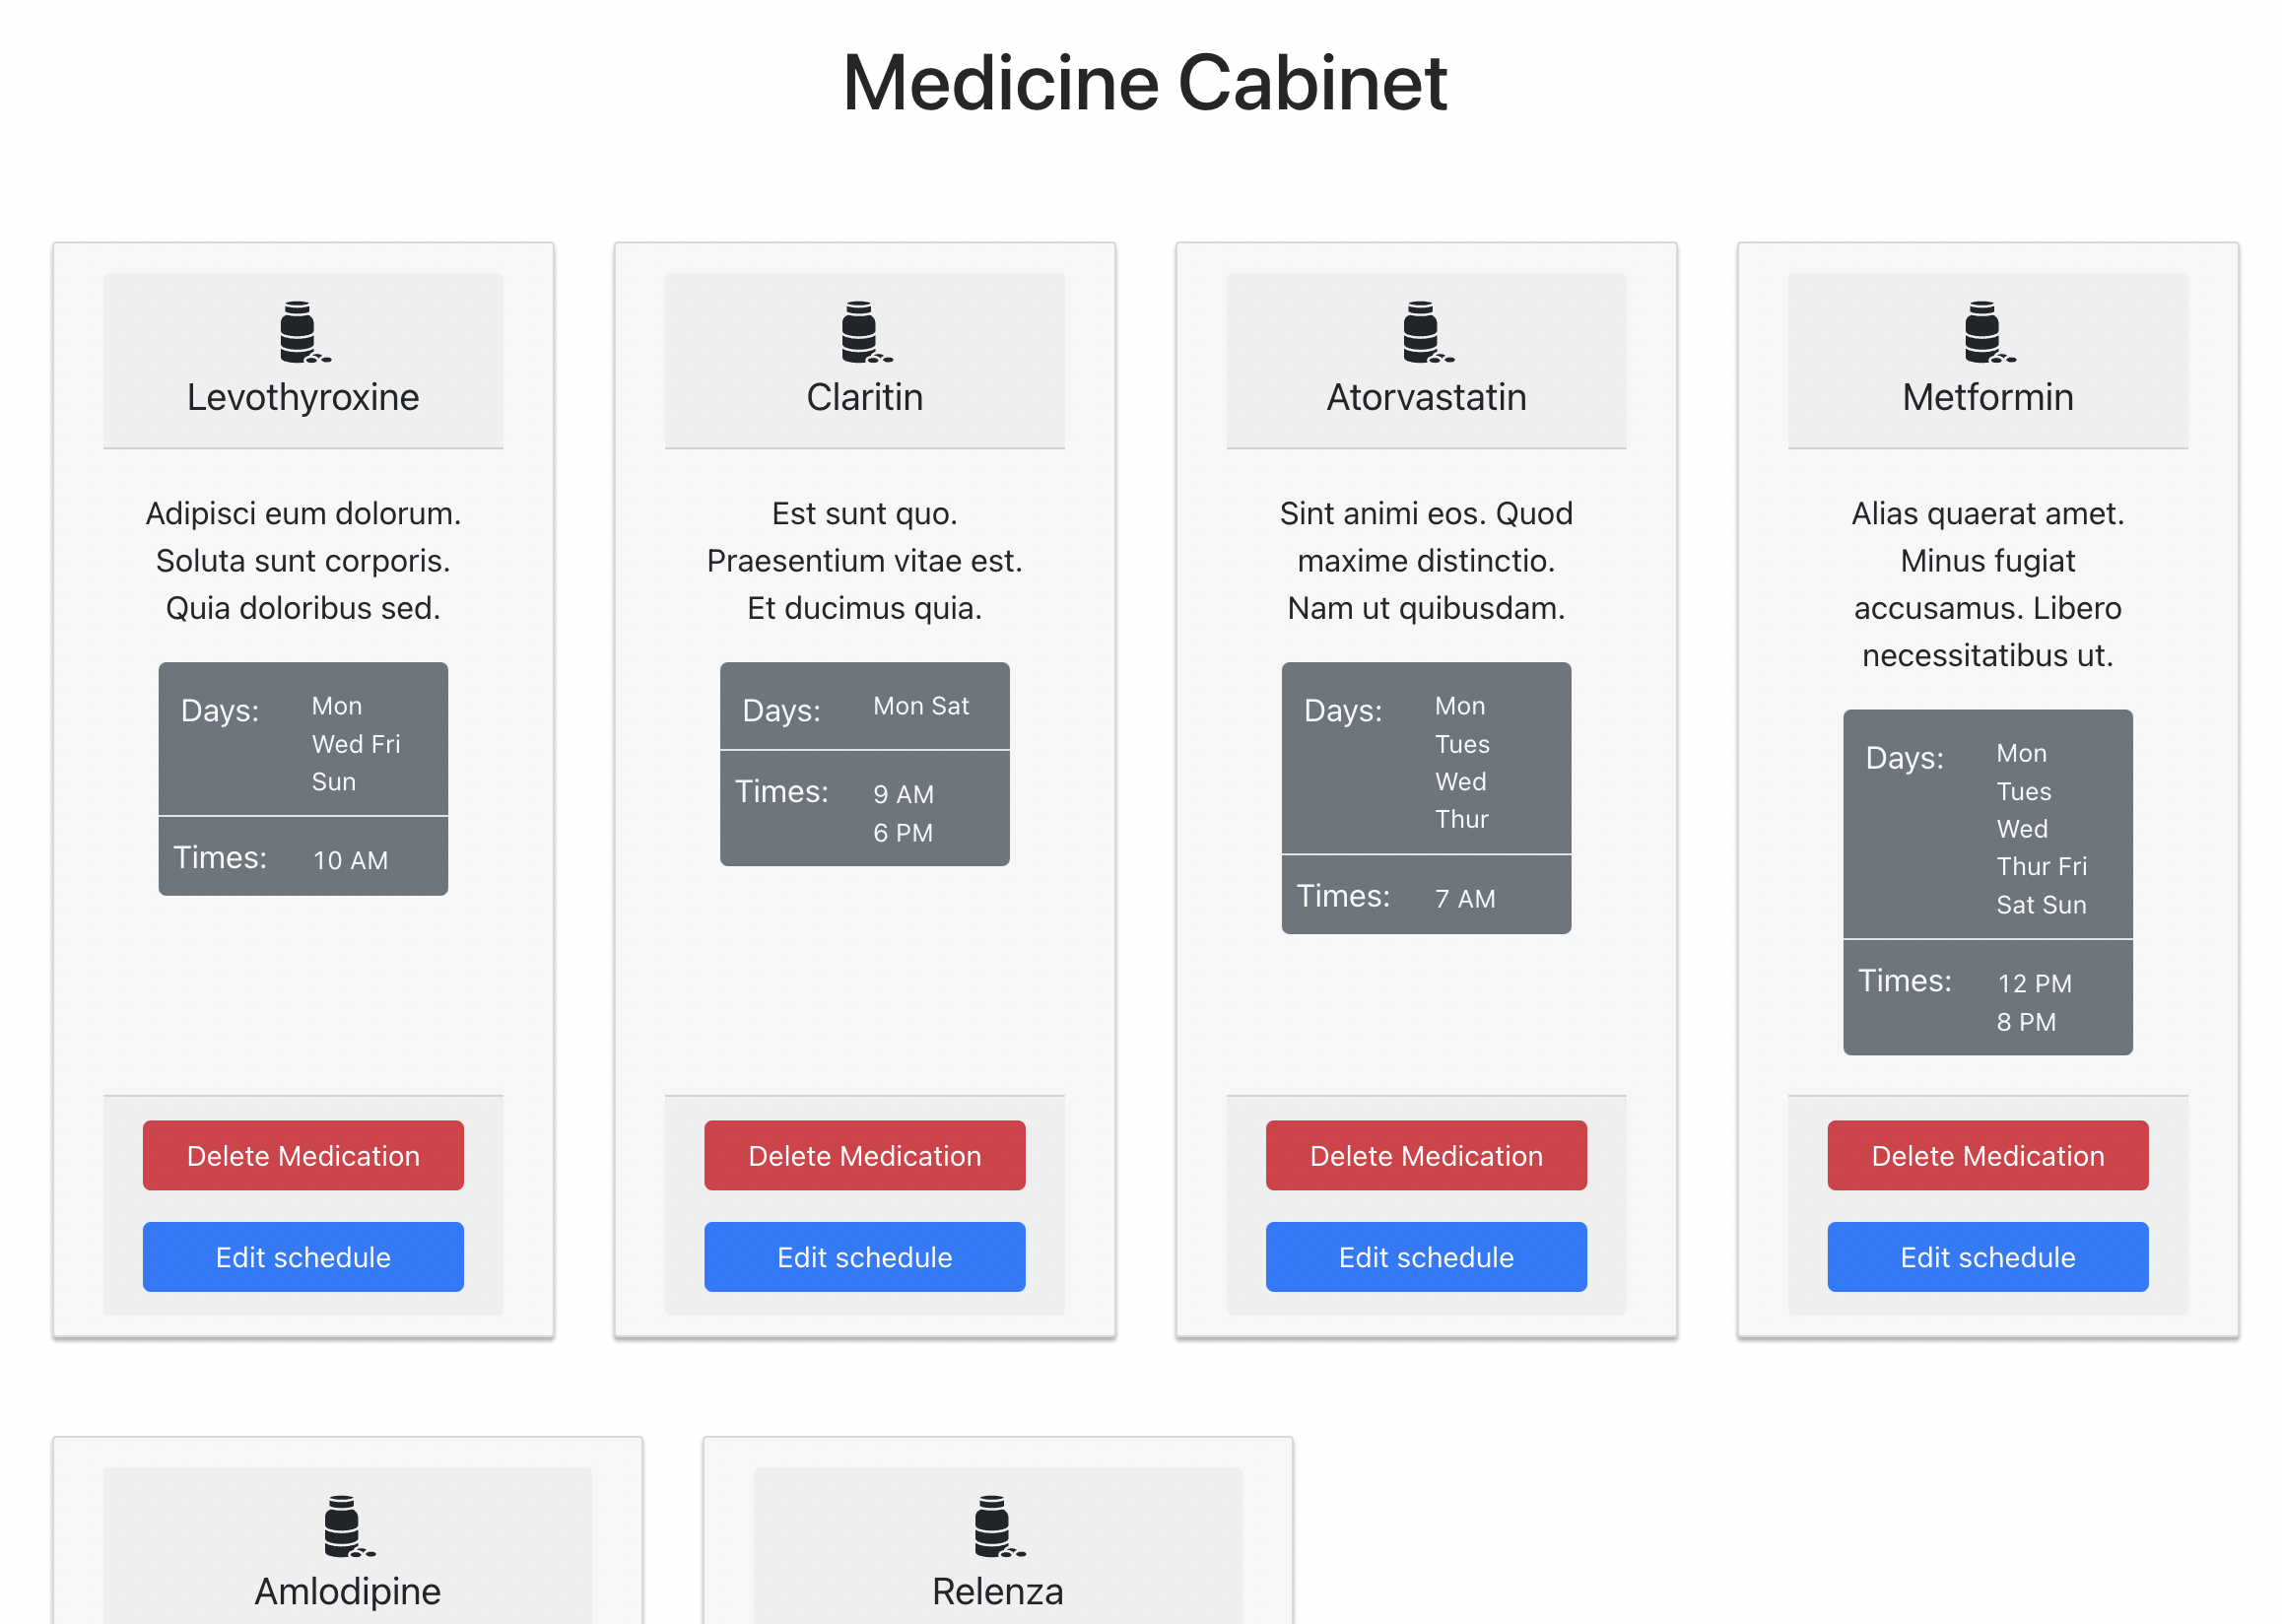 Medicine Cabinet
Levothyroxine
Adipisci eum dolorum.
Soluta sunt corporis.
Quia doloribus sed.
Days: Mon
Wed Fri
Sun
Times: 10 AM
Delete Medication
Edit schedule
Claritin
Est sunt quo.
Praesentium vitae est.
Et ducimus quia.
Days: Mon Sat
Times: 9 AM
6 PM
Delete Medication
Edit schedule
Atorvastatin
Sint animi eos. Quod
maxime distinctio.
Nam ut quibusdam.
Days: Mon
Tues
Wed
Thur
Times: 7 AM
Delete Medication
Edit schedule
Metformin
Alias quaerat amet.
Minus fugiat
accusamus. Libero
necessitatibus ut.
Days: Mon
Tues
Wed
Thur Fri
Sat Sun
Times: 12 PM
8 PM
Delete Medication
Edit schedule
Amlodipine
Relenza